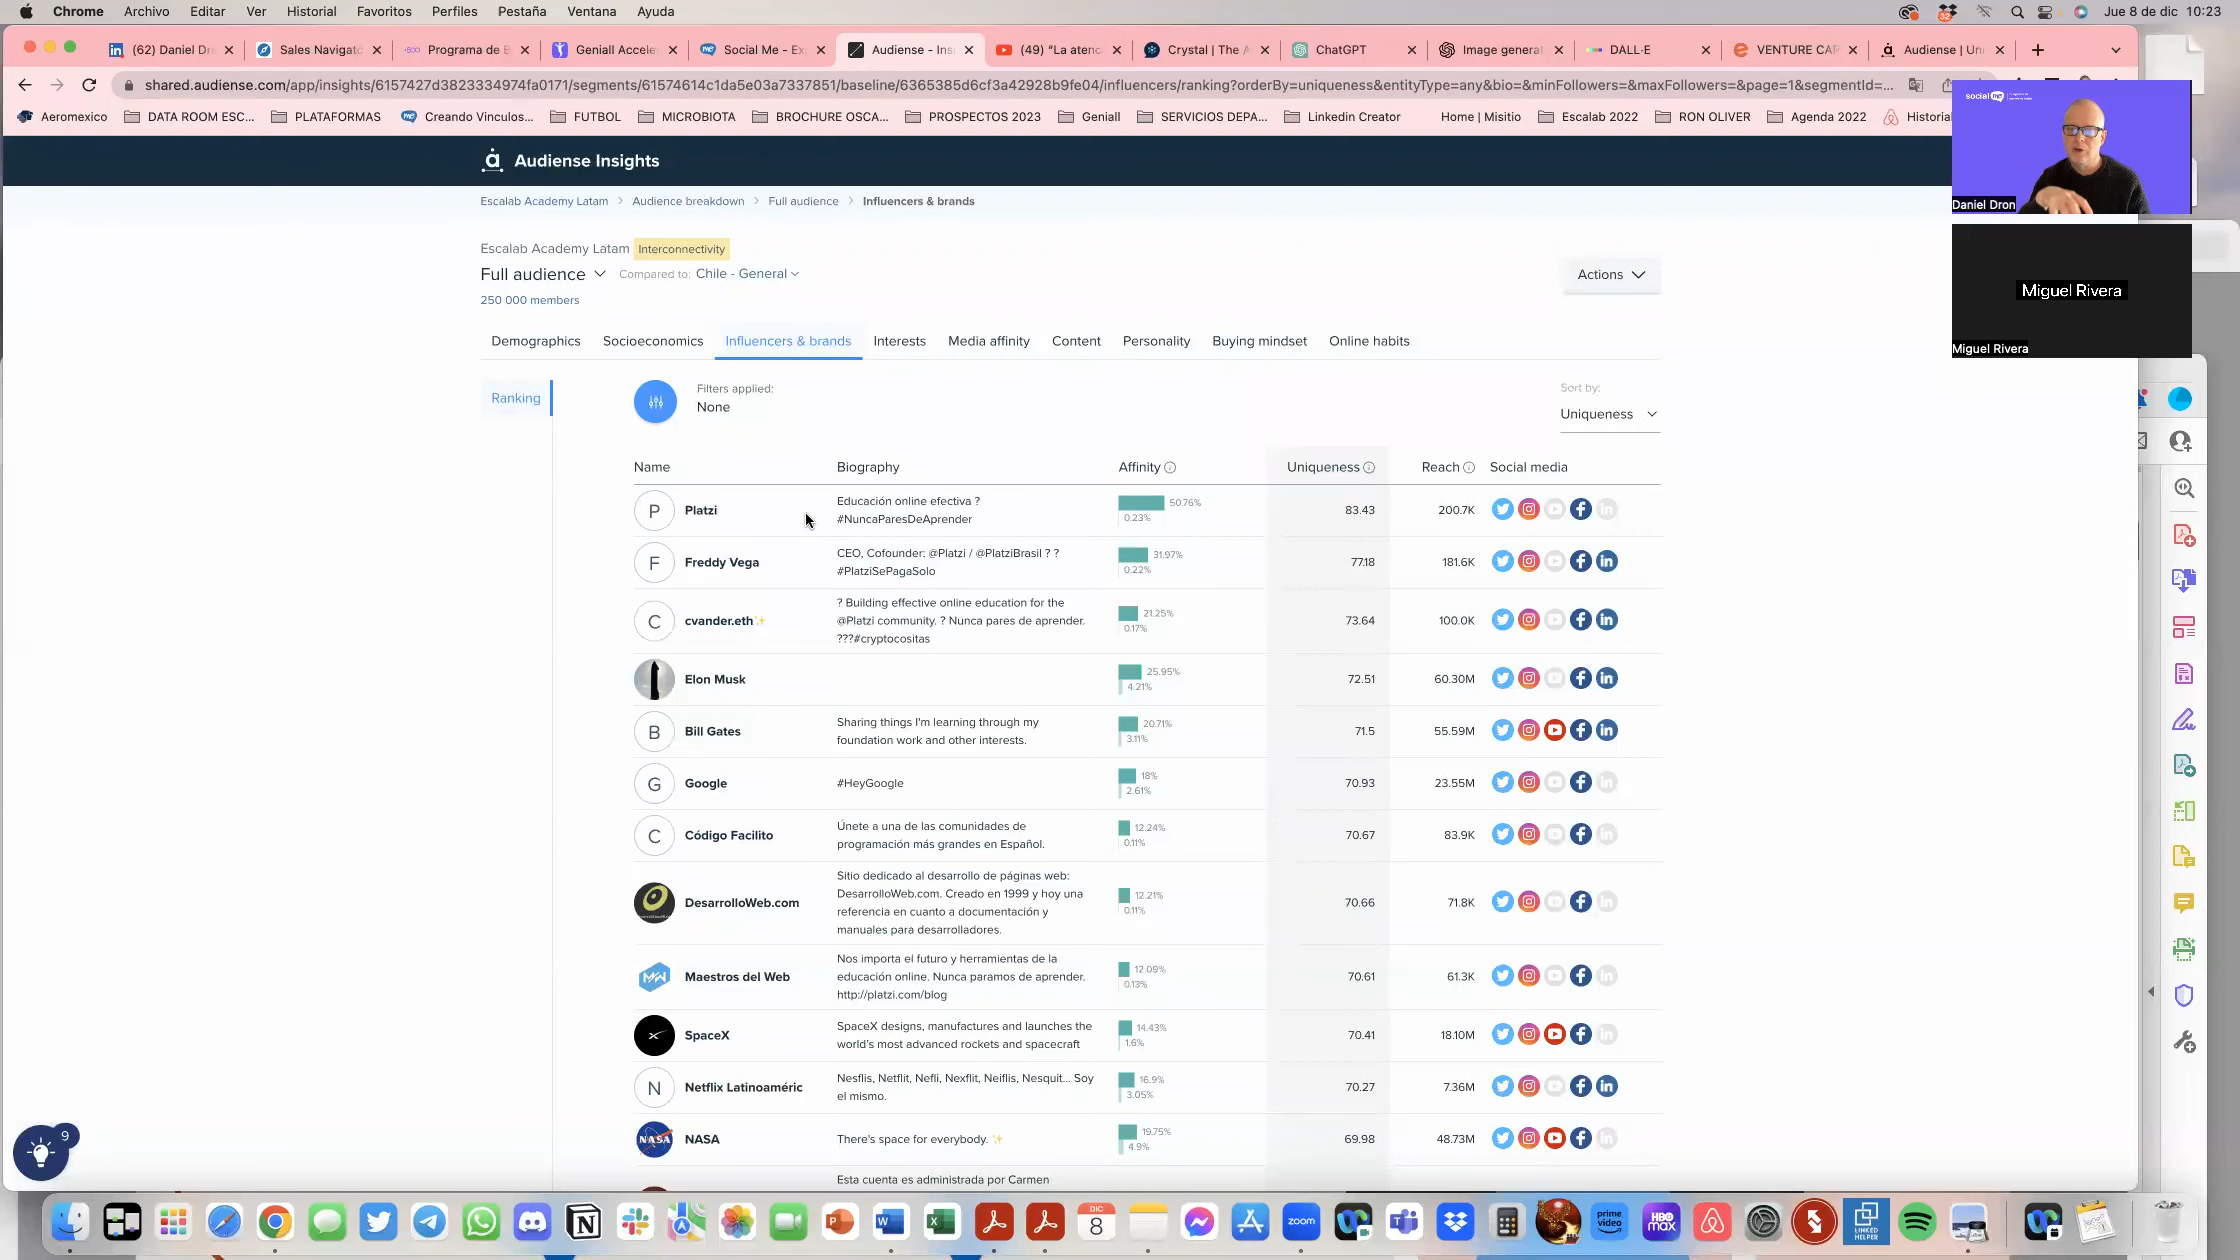 Chrome Archivo Editar Ver Historial Favoritos Perfiles Pestaña Ventana Ayuda Jue 8 de dic 10:23
(62) Daniel Dr Sales Navigat Programa de E Geniall Accele Social Me - Ex Audiense - Ins (49) "La atenc Crystal | The A ChatGPT Image genera DALL·E VENTURE CAP Audiense | Un
shared.audiense.com/app/insights/6157427d3823334974fa0171/segments/61574614c1da5e03a7337851/baseline/6365385d6cf3a42928b9fe04/influencers/ranking?orderBy=uniqueness&entityType=any&bio=&minFollowers=&maxFollowers=&page=1&segmentId=...
Aeromexico DATA ROOM ESC... PLATAFORMAS Creando Vinculos... FUTBOL MICROBIOTA BROCHURE OSCA... PROSPECTOS 2023 Geniall SERVICIOS DEPA... Linkedin Creator Home | Misitio Escalab 2022 RON OLIVER Agenda 2022 Historial
social me
Daniel Dron
Miguel Rivera
Miguel Rivera
Audiense Insights
Escalab Academy Latam > Audience breakdown > Full audience > Influencers & brands
Escalab Academy Latam Interconnectivity
Full audience Compared to: Chile - General
250 000 members
Actions
Demographics Socioeconomics Influencers & brands Interests Media affinity Content Personality Buying mindset Online habits
Ranking
Filters applied:
None
Sort by:
Uniqueness
Name Biography Affinity Uniqueness Reach Social media
P Platzi Educación online efectiva ?
#NuncaParesDeAprender 50.76%
0.23% 83.43 200.7K
F Freddy Vega CEO, Cofounder: @Platzi / @PlatziBrasil ? ?
#PlatziSePagaSolo 31.97%
0.22% 77.18 181.6K
C cvander.eth✨ ? Building effective online education for the
@Platzi community. ? Nunca pares de aprender.
???#cryptocositas 21.25%
0.17% 73.64 100.0K
Elon Musk 25.95%
4.21% 72.51 60.30M
B Bill Gates Sharing things I'm learning through my
foundation work and other interests. 20.71%
3.11% 71.5 55.59M
G Google #HeyGoogle 18%
2.61% 70.93 23.55M
C Código Facilito Únete a una de las comunidades de
programación más grandes en Español. 12.24%
0.11% 70.67 83.9K
DesarrolloWeb.com Sitio dedicado al desarrollo de páginas web:
DesarrolloWeb.com. Creado en 1999 y hoy una
referencia en cuanto a documentación y
manuales para desarrolladores. 12.21%
0.11% 70.66 71.8K
Maestros del Web Nos importa el futuro y herramientas de la
educación online. Nunca paramos de aprender.
http://platzi.com/blog 12.09%
0.13% 70.61 61.3K
SpaceX SpaceX designs, manufactures and launches the
world's most advanced rockets and spacecraft 14.43%
1.6% 70.41 18.10M
N Netflix Latinoaméric Nesflis, Netflit, Nefli, Nexflit, Neiflis, Nesquit... Soy
el mismo. 16.9%
3.05% 70.27 7.36M
NASA NASA There's space for everybody. ✨ 19.75%
4.9% 69.98 48.73M
Esta cuenta es administrada por Carmen
9
DIC
8
zoom
prime video
HBO max
LINKED HELPER